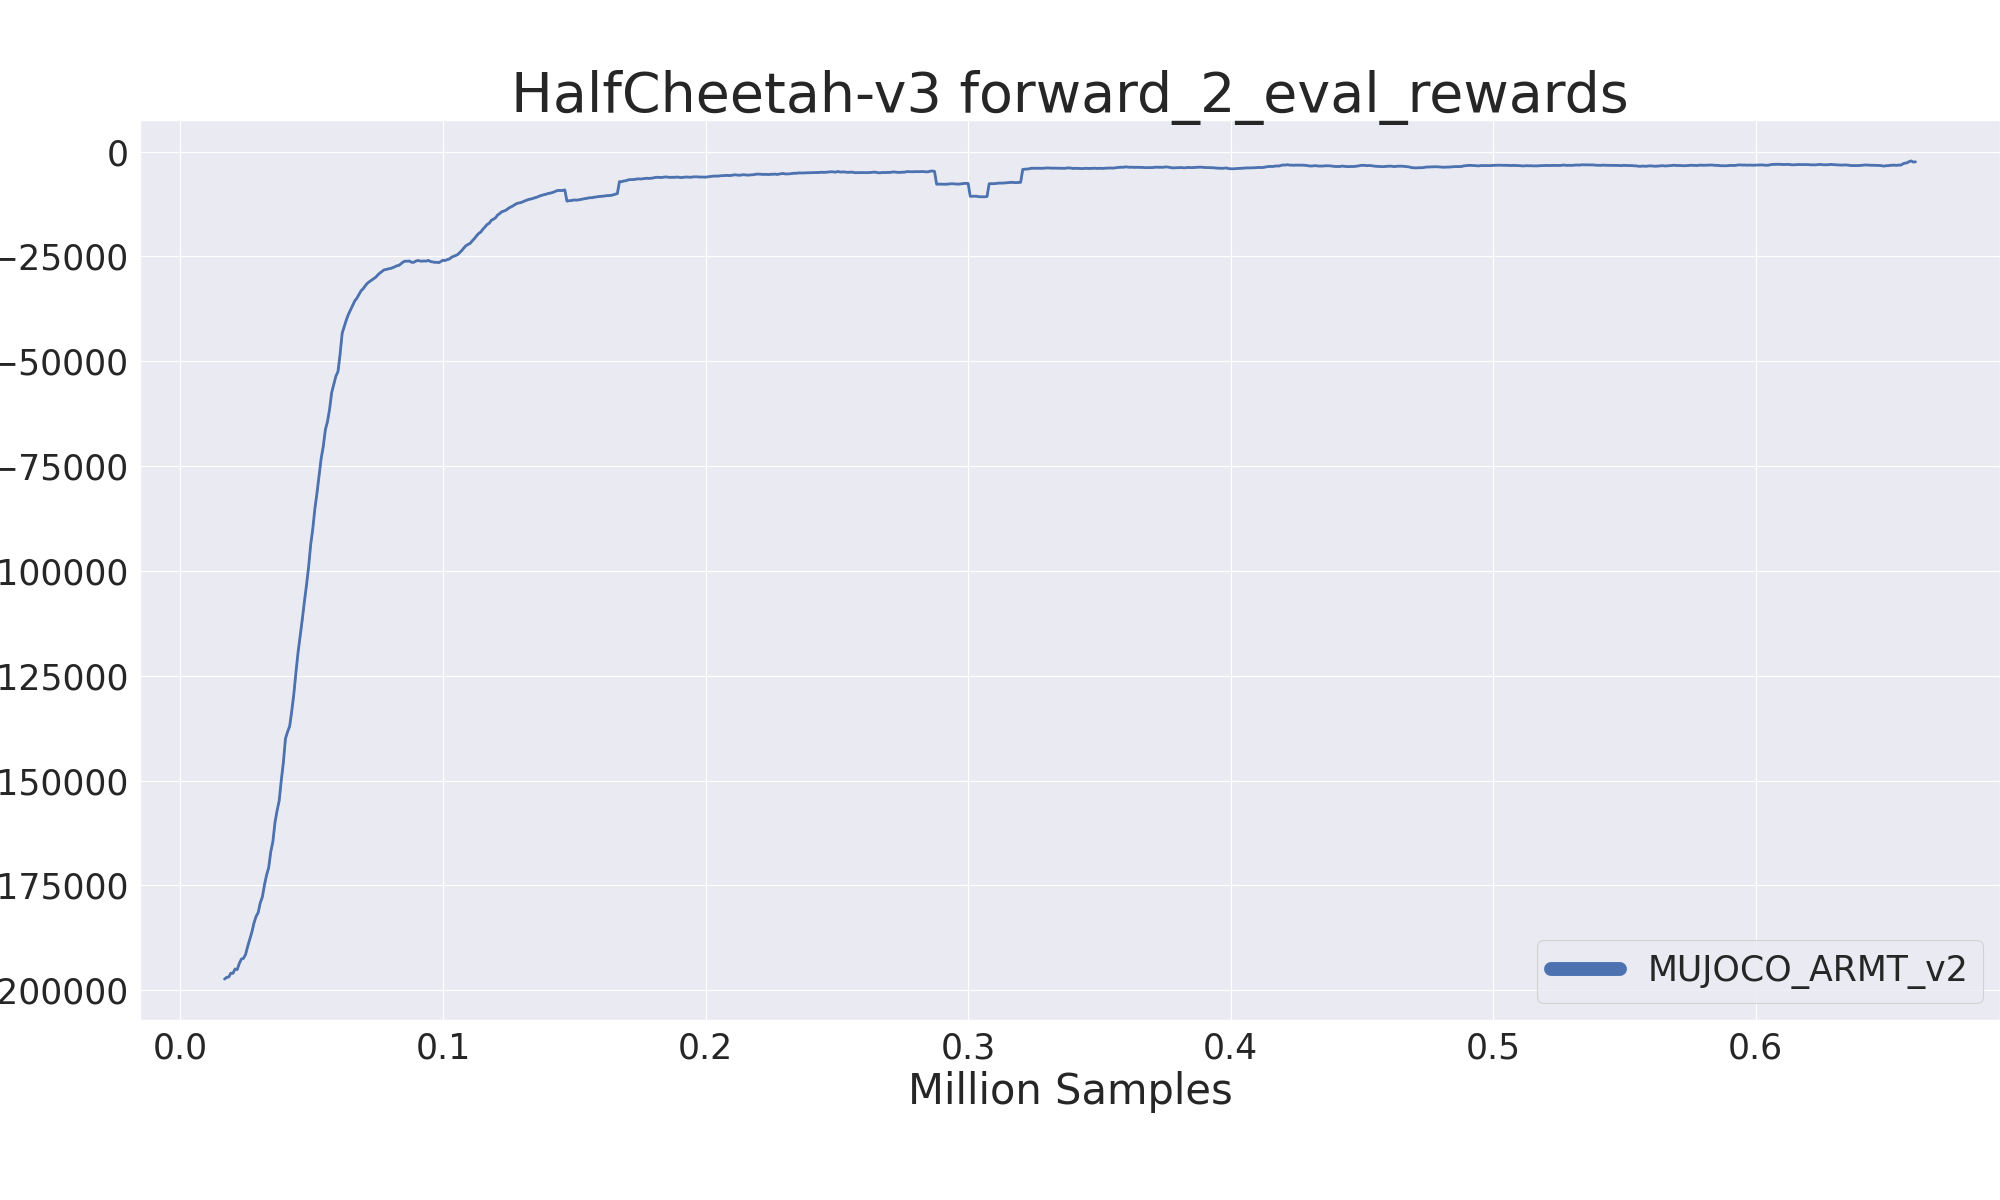 HalfCheetah-v3 forward_2_eval_rewards
0
−25000
−50000
−75000
100000
125000
150000
175000
200000
MUJOCO_ARMT_v2
0.0 0.1 0.2 0.3 0.4 0.5 0.6
Million Samples